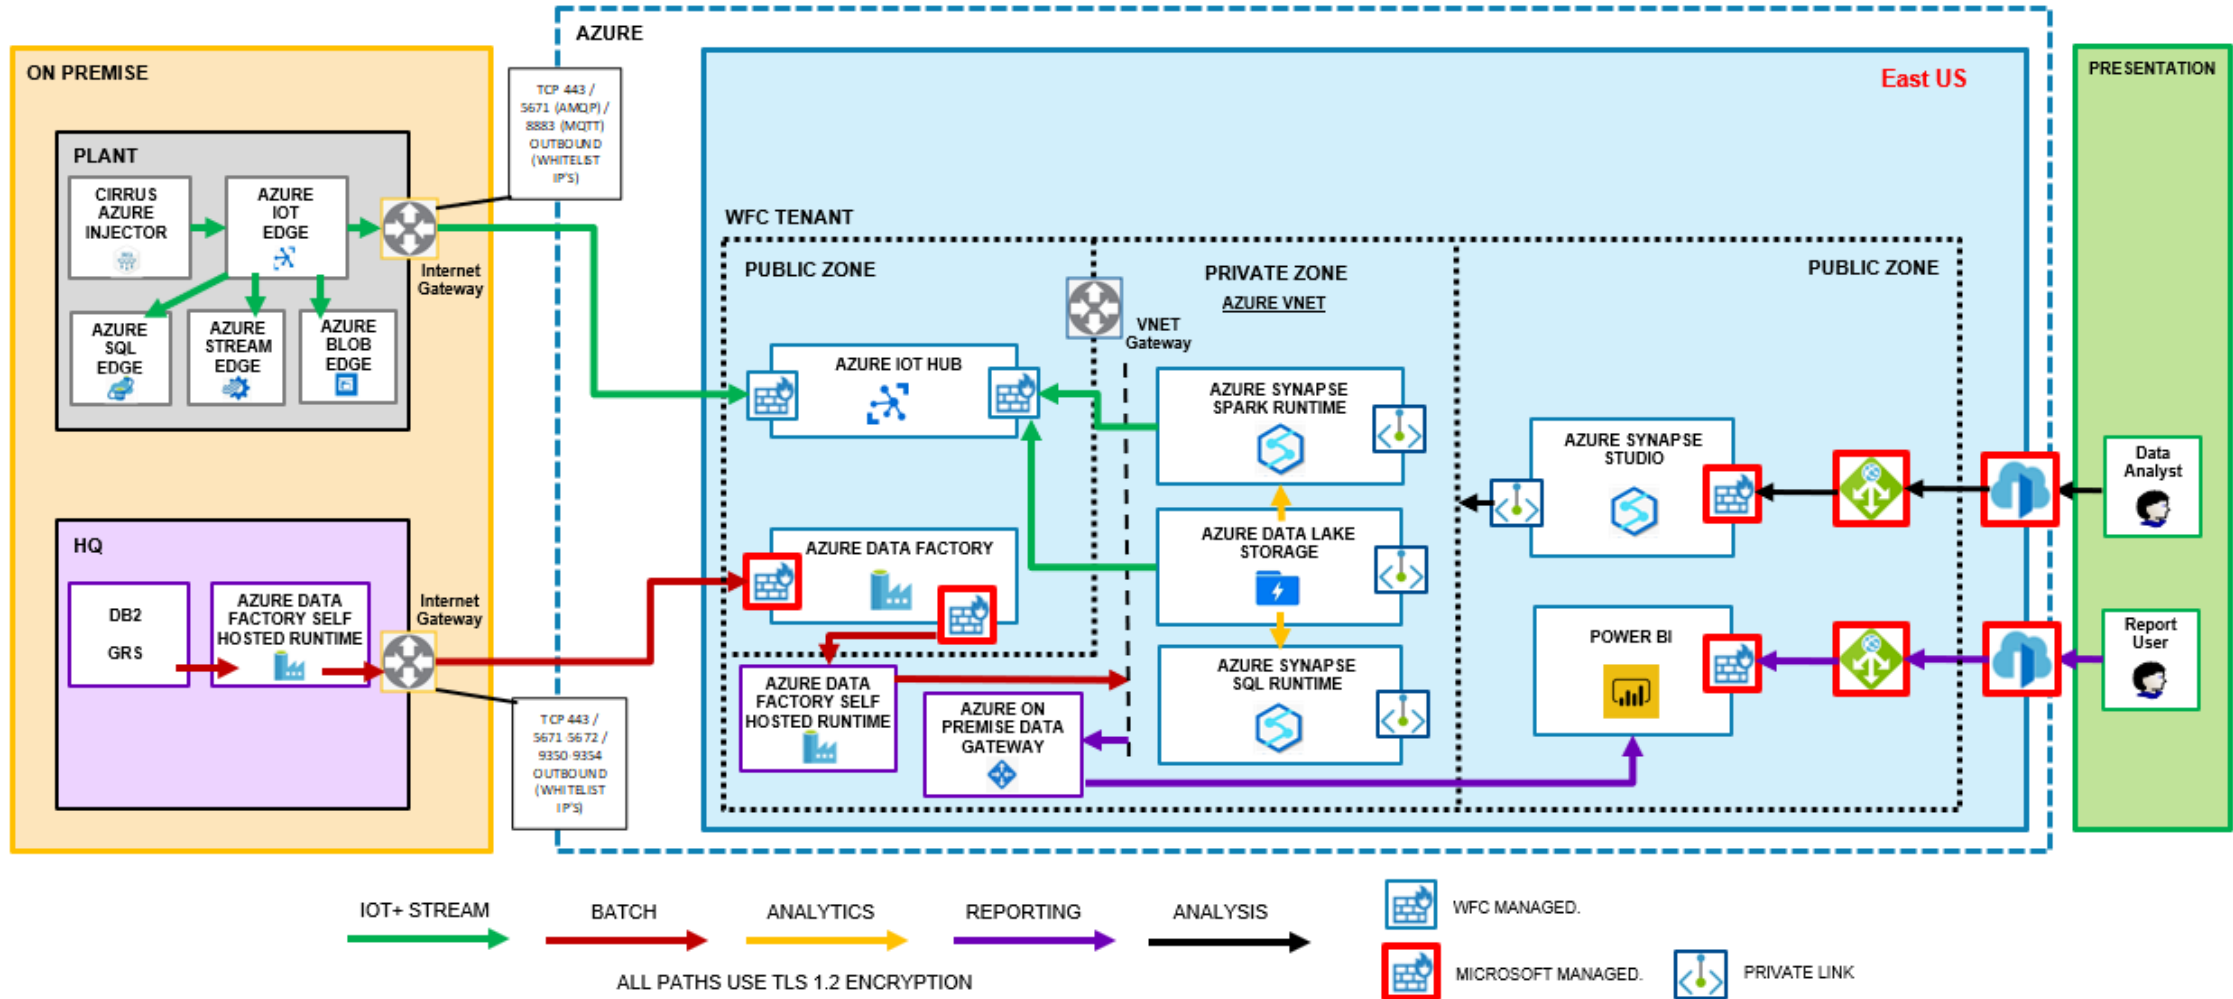 AZURE
ON PREMISE
East US
PRESENTATION
TCP 443 /
5671 (AMQP) /
8883 (MQTT)
OUTBOUND
(WHITELIST
IP'S)
PLANT
CIRRUS
AZURE
INJECTOR
AZURE
IOT
EDGE
Internet
Gateway
AZURE
SQL
EDGE
AZURE
STREAM
EDGE
AZURE
BLOB
EDGE
WFC TENANT
PUBLIC ZONE
PRIVATE ZONE
AZURE VNET
PUBLIC ZONE
VNET
Gateway
AZURE IOT HUB
AZURE SYNAPSE
SPARK RUNTIME
AZURE SYNAPSE
STUDIO
Data
Analyst
HQ
DB2
GRS
AZURE DATA
FACTORY SELF
HOSTED RUNTIME
Internet
Gateway
AZURE DATA FACTORY
AZURE DATA LAKE
STORAGE
POWER BI
Report
User
AZURE DATA
FACTORY SELF
HOSTED RUNTIME
AZURE ON
PREMISE DATA
GATEWAY
AZURE SYNAPSE
SQL RUNTIME
TCP 443 /
5671-5672 /
9350-9354
OUTBOUND
(WHITELIST
IP'S)
IOT+ STREAM
BATCH
ANALYTICS
REPORTING
ANALYSIS
WFC MANAGED.
ALL PATHS USE TLS 1.2 ENCRYPTION
MICROSOFT MANAGED.
PRIVATE LINK